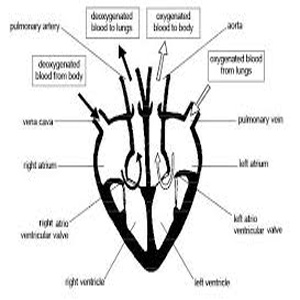 deoxygenated
blood to lungs
oxygenated
blood to body
pulmonary artery
aorta
deoxygenated
blood from body
oxygenated blood
from lungs
vena cava
pulmonary vein
right atrium
left atrium
right atrio
ventricular valve
left atrio
ventricular valve
right ventricle
left ventricle